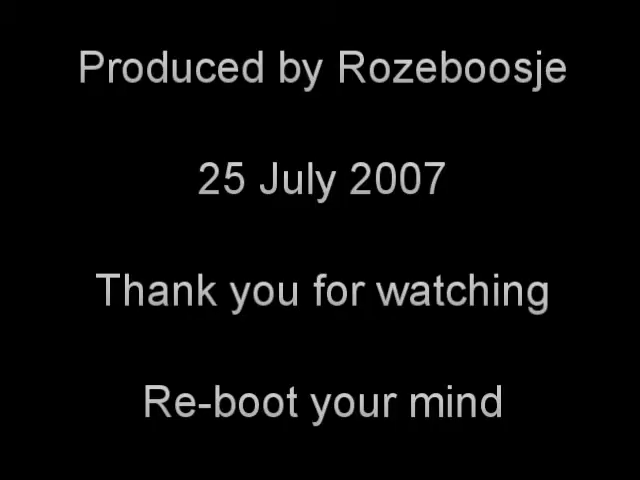 Produced by Rozeboosje
25 July 2007
Thank you for watching
Re-boot your mind